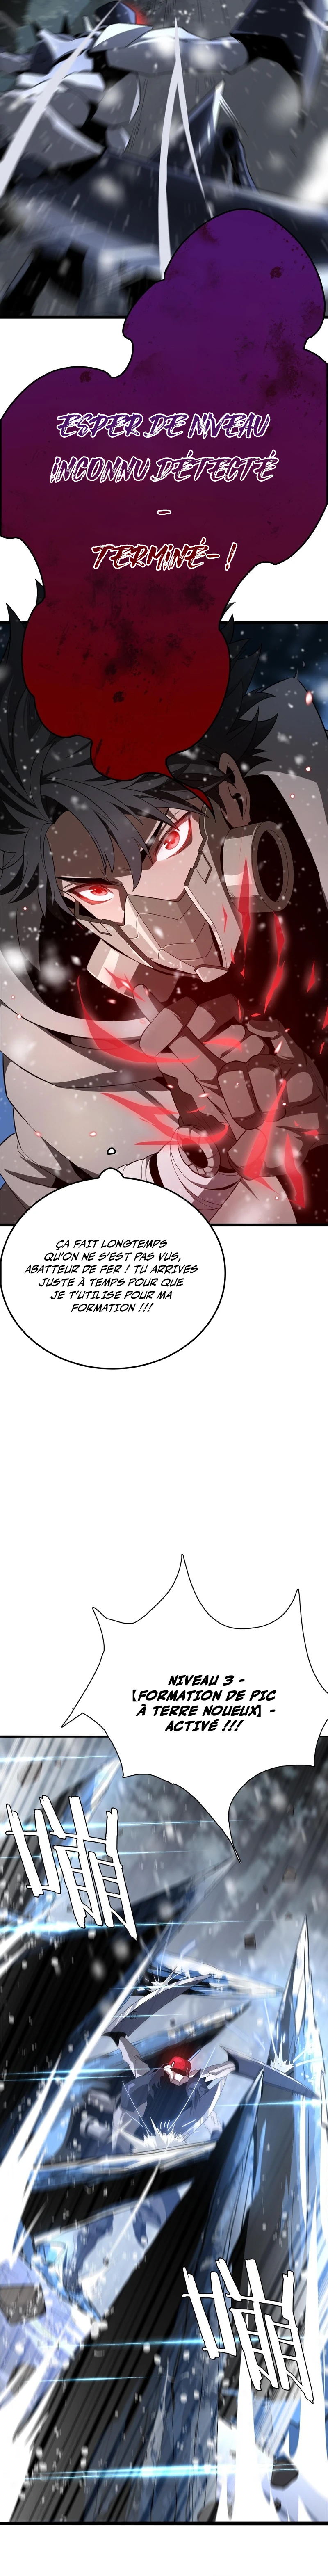 ESPER DE NIVEAU
INCONNU DÉTECTÉ
-
TERMINÉ- !
ÇA FAIT LONGTEMPS
QU'ON NE S'EST PAS VUS,
ABATTEUR DE FER ! TU ARRIVES
JUSTE À TEMPS POUR QUE
JE T'UTILISE POUR MA
FORMATION !!!
NIVEAU 3 -
【FORMATION DE PIC
À TERRE NOUEUX】 -
ACTIVÉ !!!